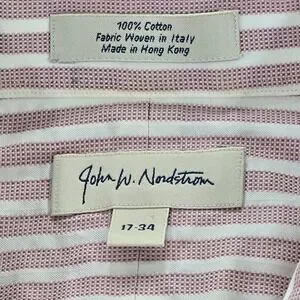 100% Cotton
Fabric Woven in Italy
Made in Hong Kong
John W. Nordstrom
17-34